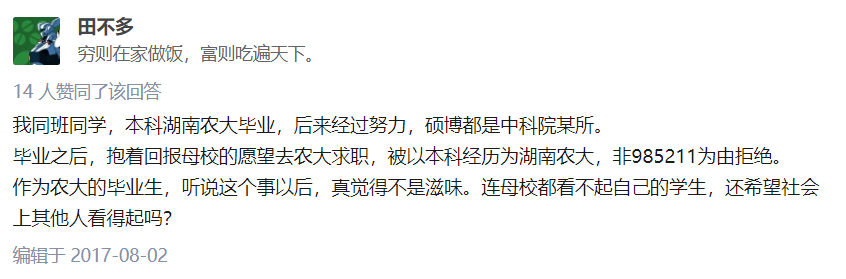 田不多
穷则在家做饭，富则吃遍天下。
14 人赞同了该回答
我同班同学，本科湖南农大毕业，后来经过努力，硕博都是中科院某所。
毕业之后，抱着回报母校的愿望去农大求职，被以本科经历为湖南农大，非985211为由拒绝。
作为农大的毕业生，听说这个事以后，真觉得不是滋味。连母校都看不起自己的学生，还希望社会
上其他人看得起吗？
编辑于 2017-08-02